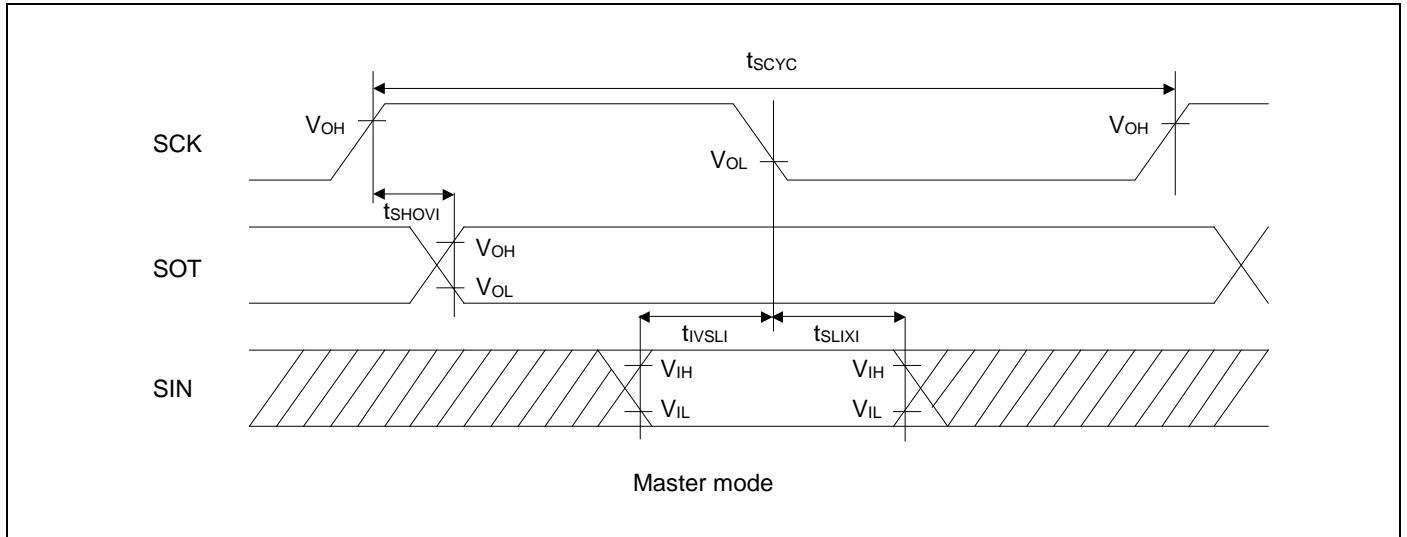 tSCYC
SCK
VOH
VOL
VOH
tSHOVI
SOT
VOH
VOL
tIVSLI
tSLIXI
SIN
VIH
VIL
VIH
VIL
Master mode